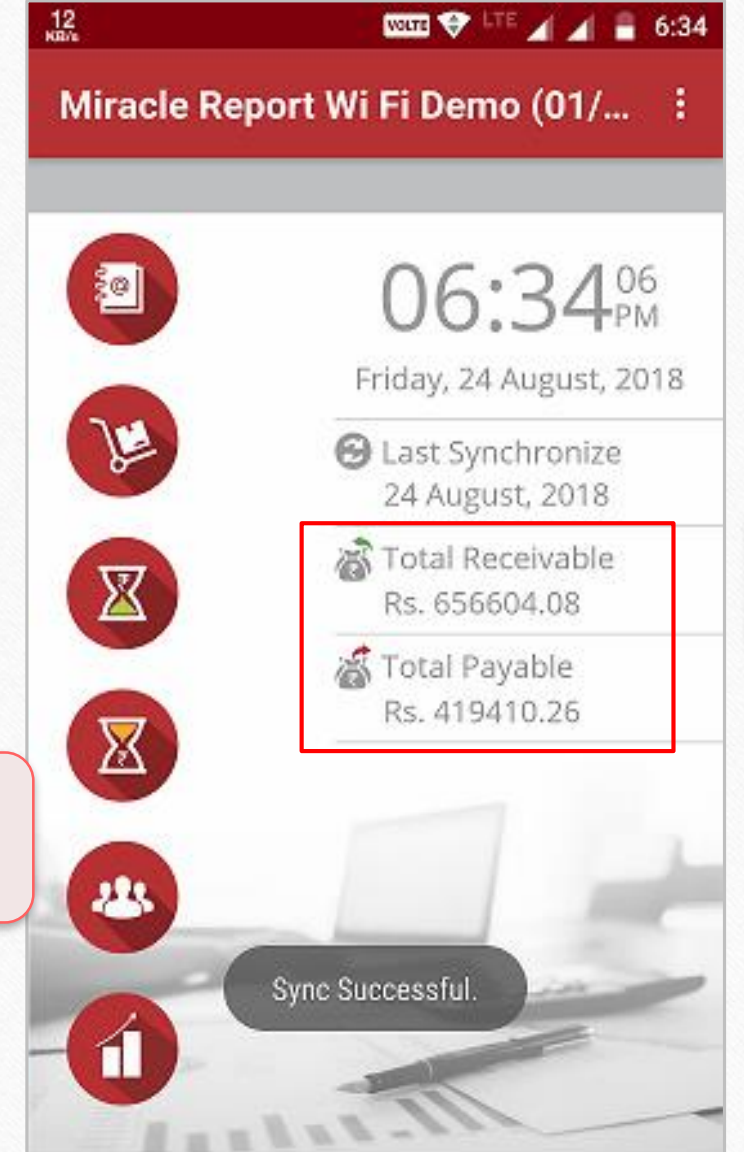 12
KB/s
VOLTE LTE 6:34
Miracle Report Wi Fi Demo (01/...
06:34 06 PM
Friday, 24 August, 2018
Last Synchronize
24 August, 2018
Total Receivable
Rs. 656604.08
Total Payable
Rs. 419410.26
Sync Successful.